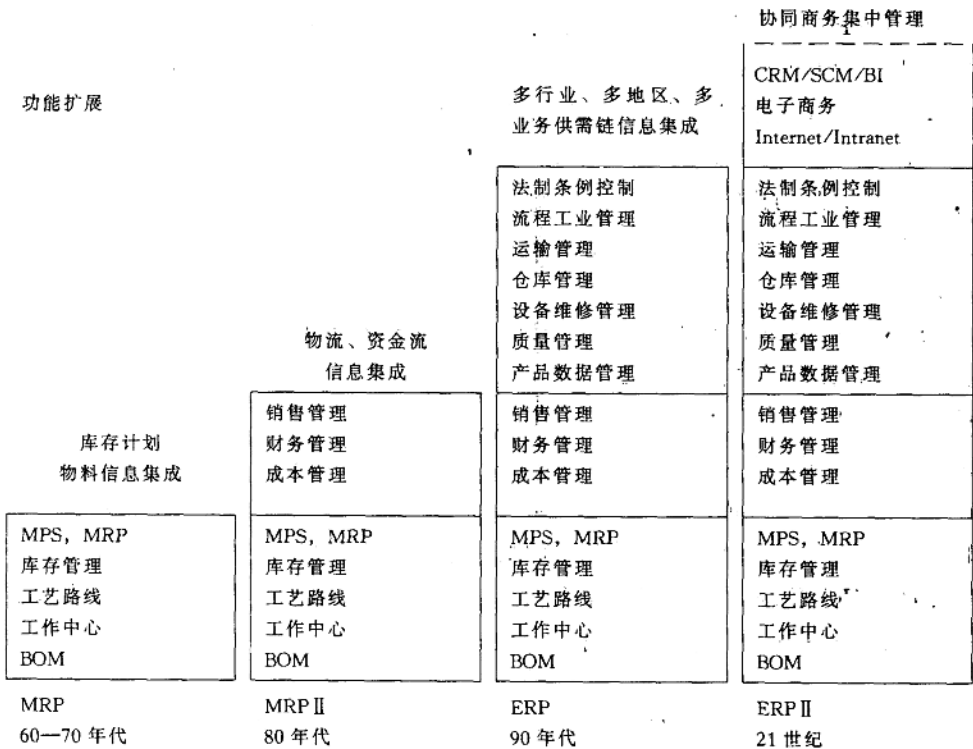 功能扩展
库存计划
物料信息集成
MPS，MRP
库存管理
工艺路线
工作中心
BOM
MRP
60—70 年代
物流、资金流
信息集成
销售管理
财务管理
成本管理
MPS，MRP
库存管理
工艺路线
工作中心
BOM
MRPⅡ
80 年代
多行业、多地区、多
业务供需链信息集成
法制条例控制
流程工业管理
运输管理
仓库管理
设备维修管理
质量管理
产品数据管理
销售管理
财务管理
成本管理
MPS，MRP
库存管理
工艺路线
工作中心
BOM
ERP
90 年代
协同商务集中管理
CRM/SCM/BI
电子商务
Internet/Intranet
法制条例控制
流程工业管理
运输管理
仓库管理
设备维修管理
质量管理
产品数据管理
销售管理
财务管理
成本管理
MPS，MRP
库存管理
工艺路线
工作中心
BOM
ERPⅡ
21 世纪